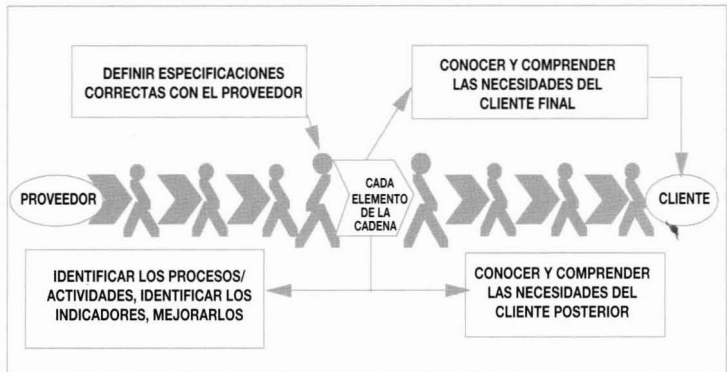 DEFINIR ESPECIFICACIONES
CORRECTAS CON EL PROVEEDOR
CONOCER Y COMPRENDER
LAS NECESIDADES DEL
CLIENTE FINAL
PROVEEDOR
CADA
ELEMENTO
DE LA
CADENA
CLIENTE
IDENTIFICAR LOS PROCESOS/
ACTIVIDADES, IDENTIFICAR LOS
INDICADORES, MEJORARLOS
CONOCER Y COMPRENDER
LAS NECESIDADES DEL
CLIENTE POSTERIOR